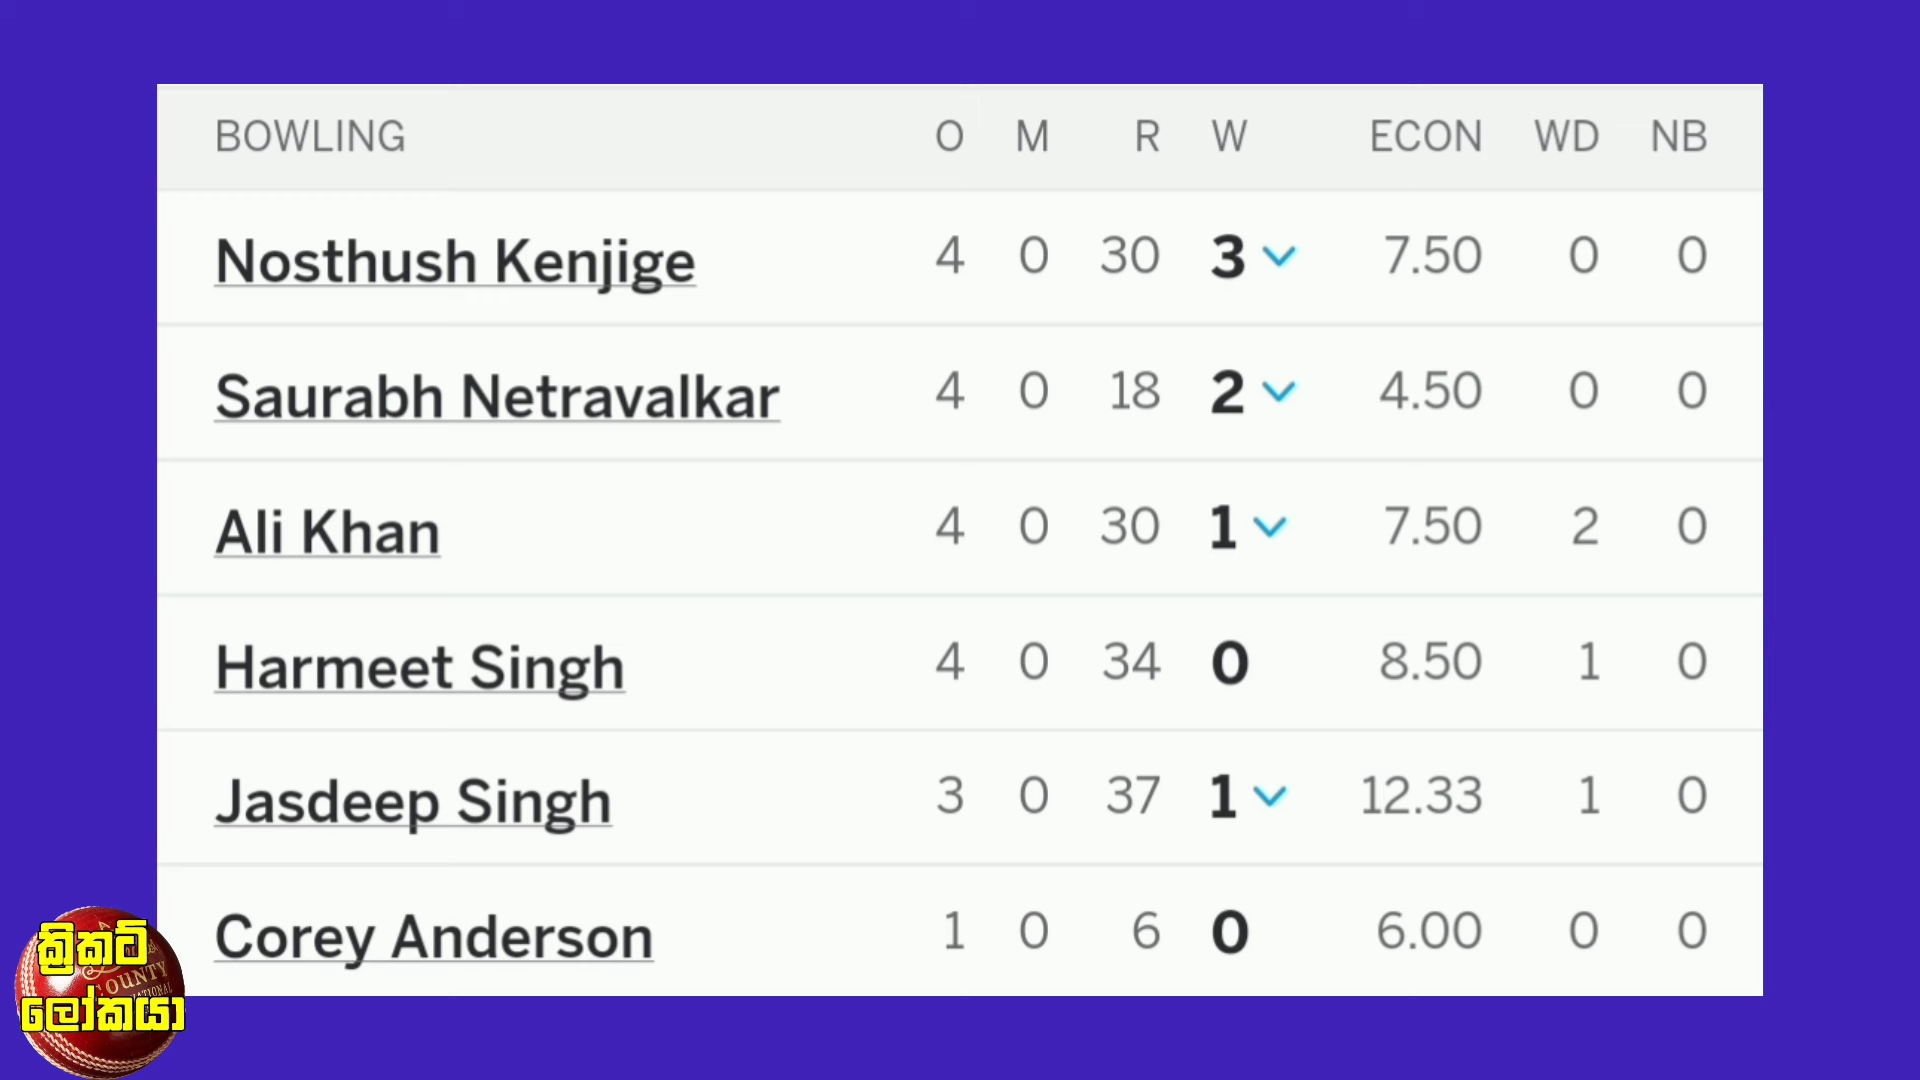 BOWLING O M R W ECON WD NB
Nosthush Kenjige 4 0 30 3 7.50 0 0
Saurabh Netravalkar 4 0 18 2 4.50 0 0
Ali Khan 4 0 30 1 7.50 2 0
Harmeet Singh 4 0 34 0 8.50 1 0
Jasdeep Singh 3 0 37 1 12.33 1 0
Corey Anderson 1 0 6 0 6.00 0 0
ක්‍රිකට්
COUNTY
ලෝකයා